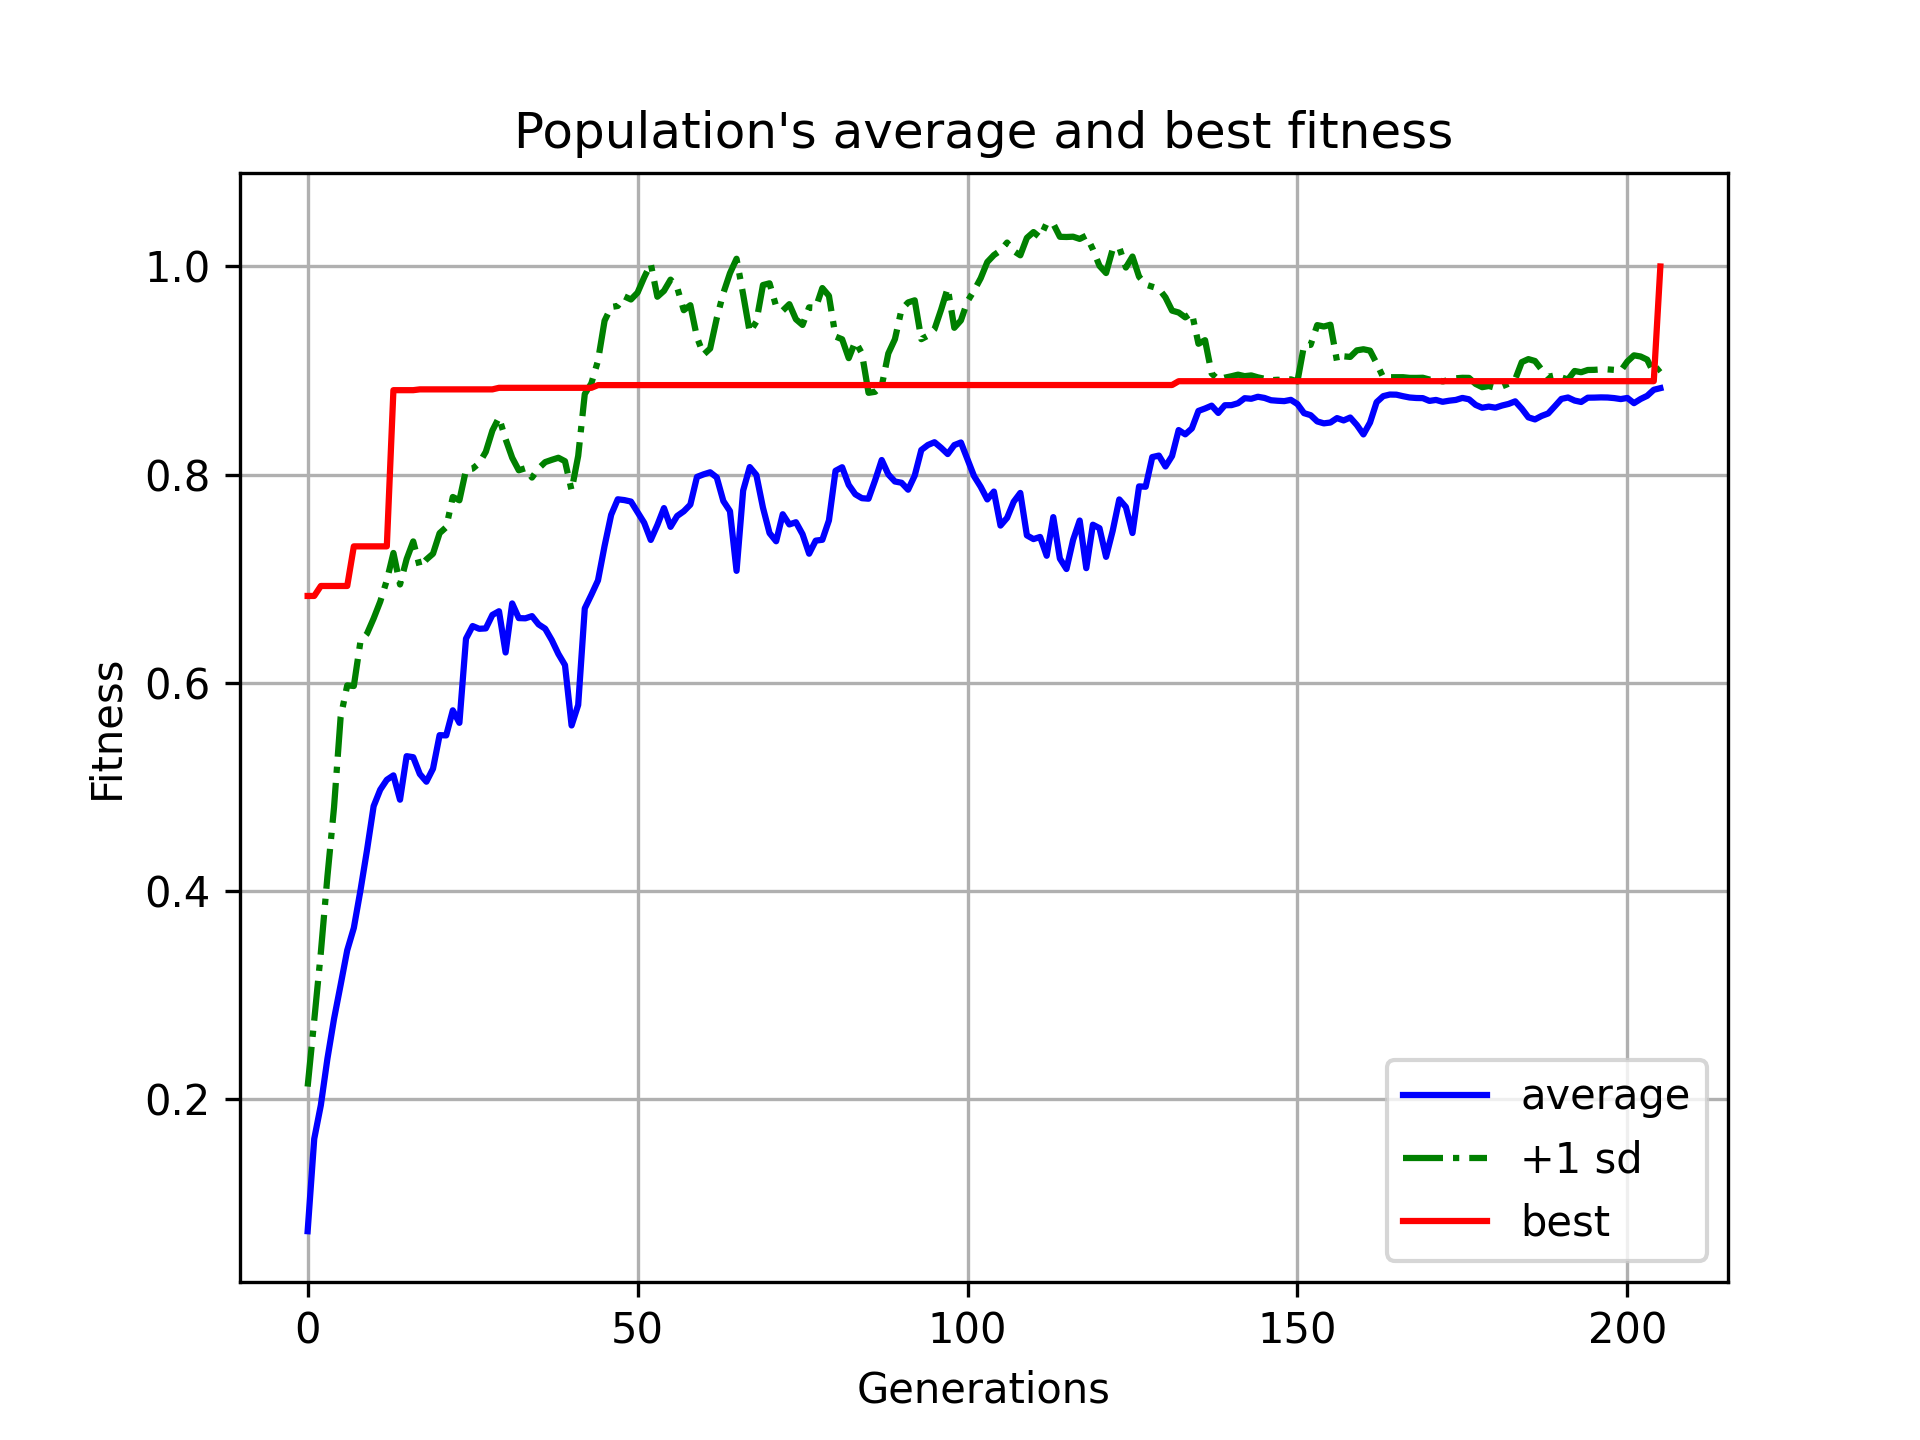 Population's average and best fitness
1.0
0.8
0.6
0.4
0.2
Fitness
average
+1 sd
best
0 50 100 150 200
Generations